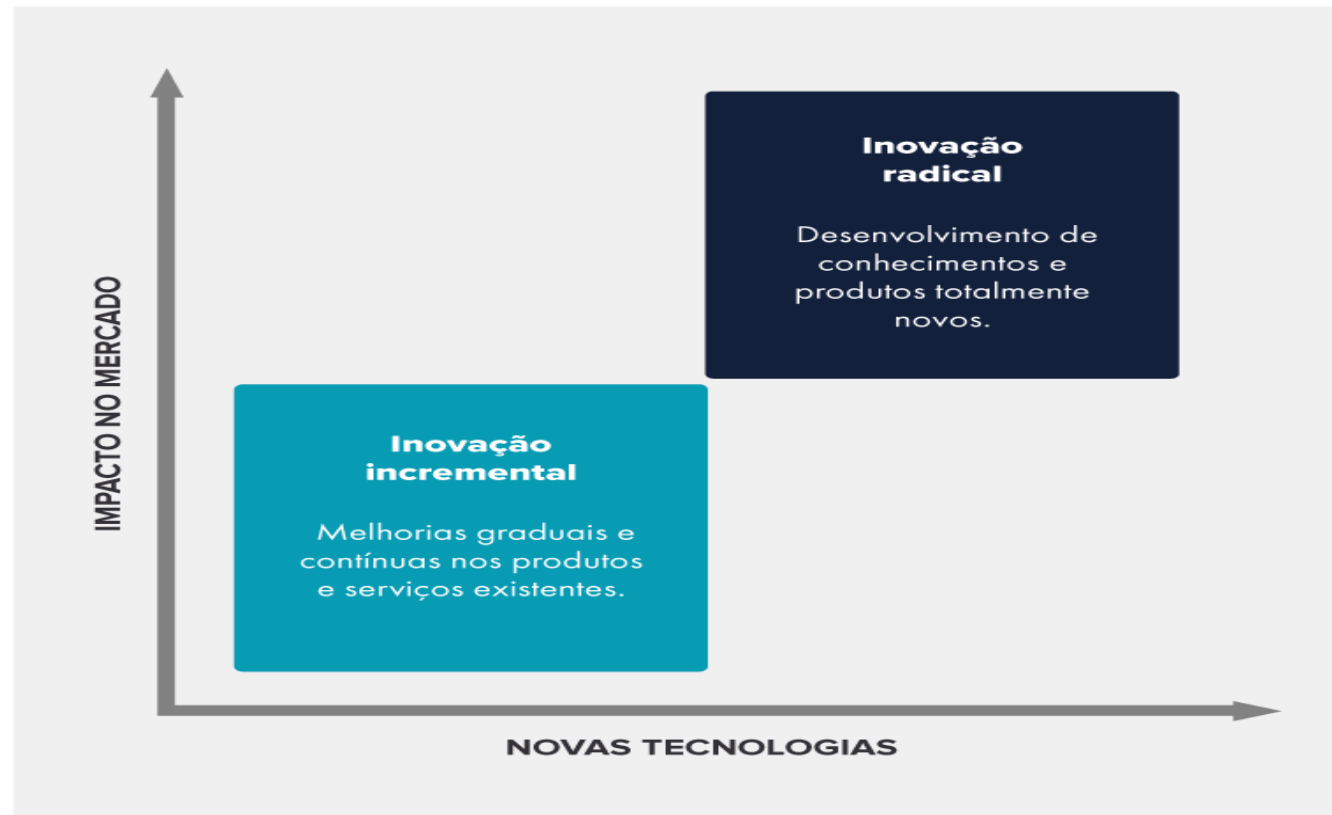 IMPACTO NO MERCADO
Inovação
radical
Desenvolvimento de
conhecimentos e
produtos totalmente
novos.
Inovação
incremental
Melhorias graduais e
contínuas nos produtos
e serviços existentes.
NOVAS TECNOLOGIAS